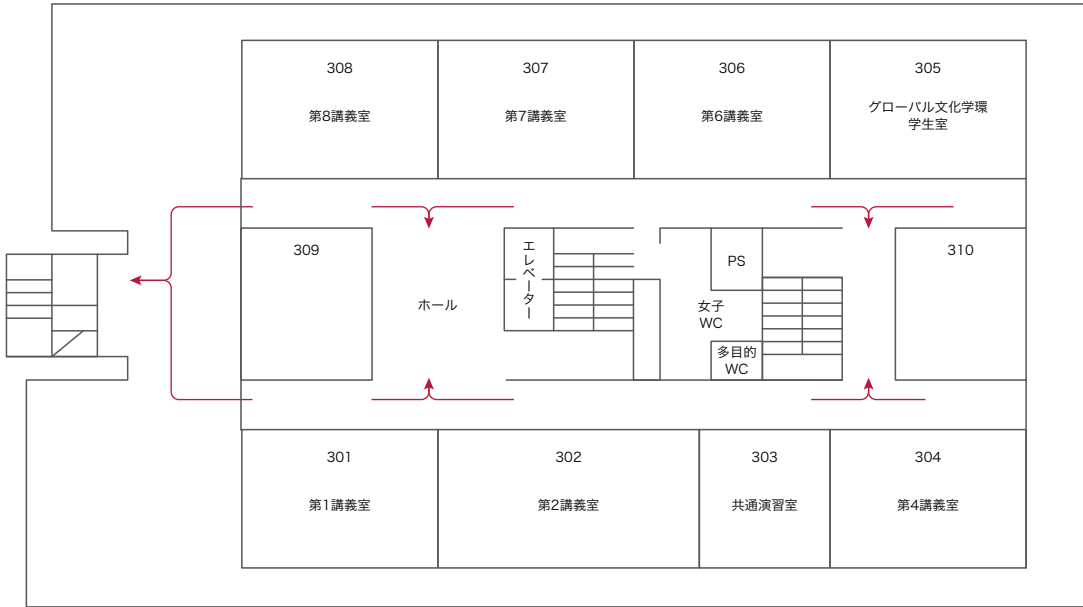 308
第8講義室
307
第7講義室
306
第6講義室
305
グローバル文化学環
学生室
309
ホール
エレベーター
PS
女子
WC
多目的
WC
310
301
第1講義室
302
第2講義室
303
共通演習室
304
第4講義室